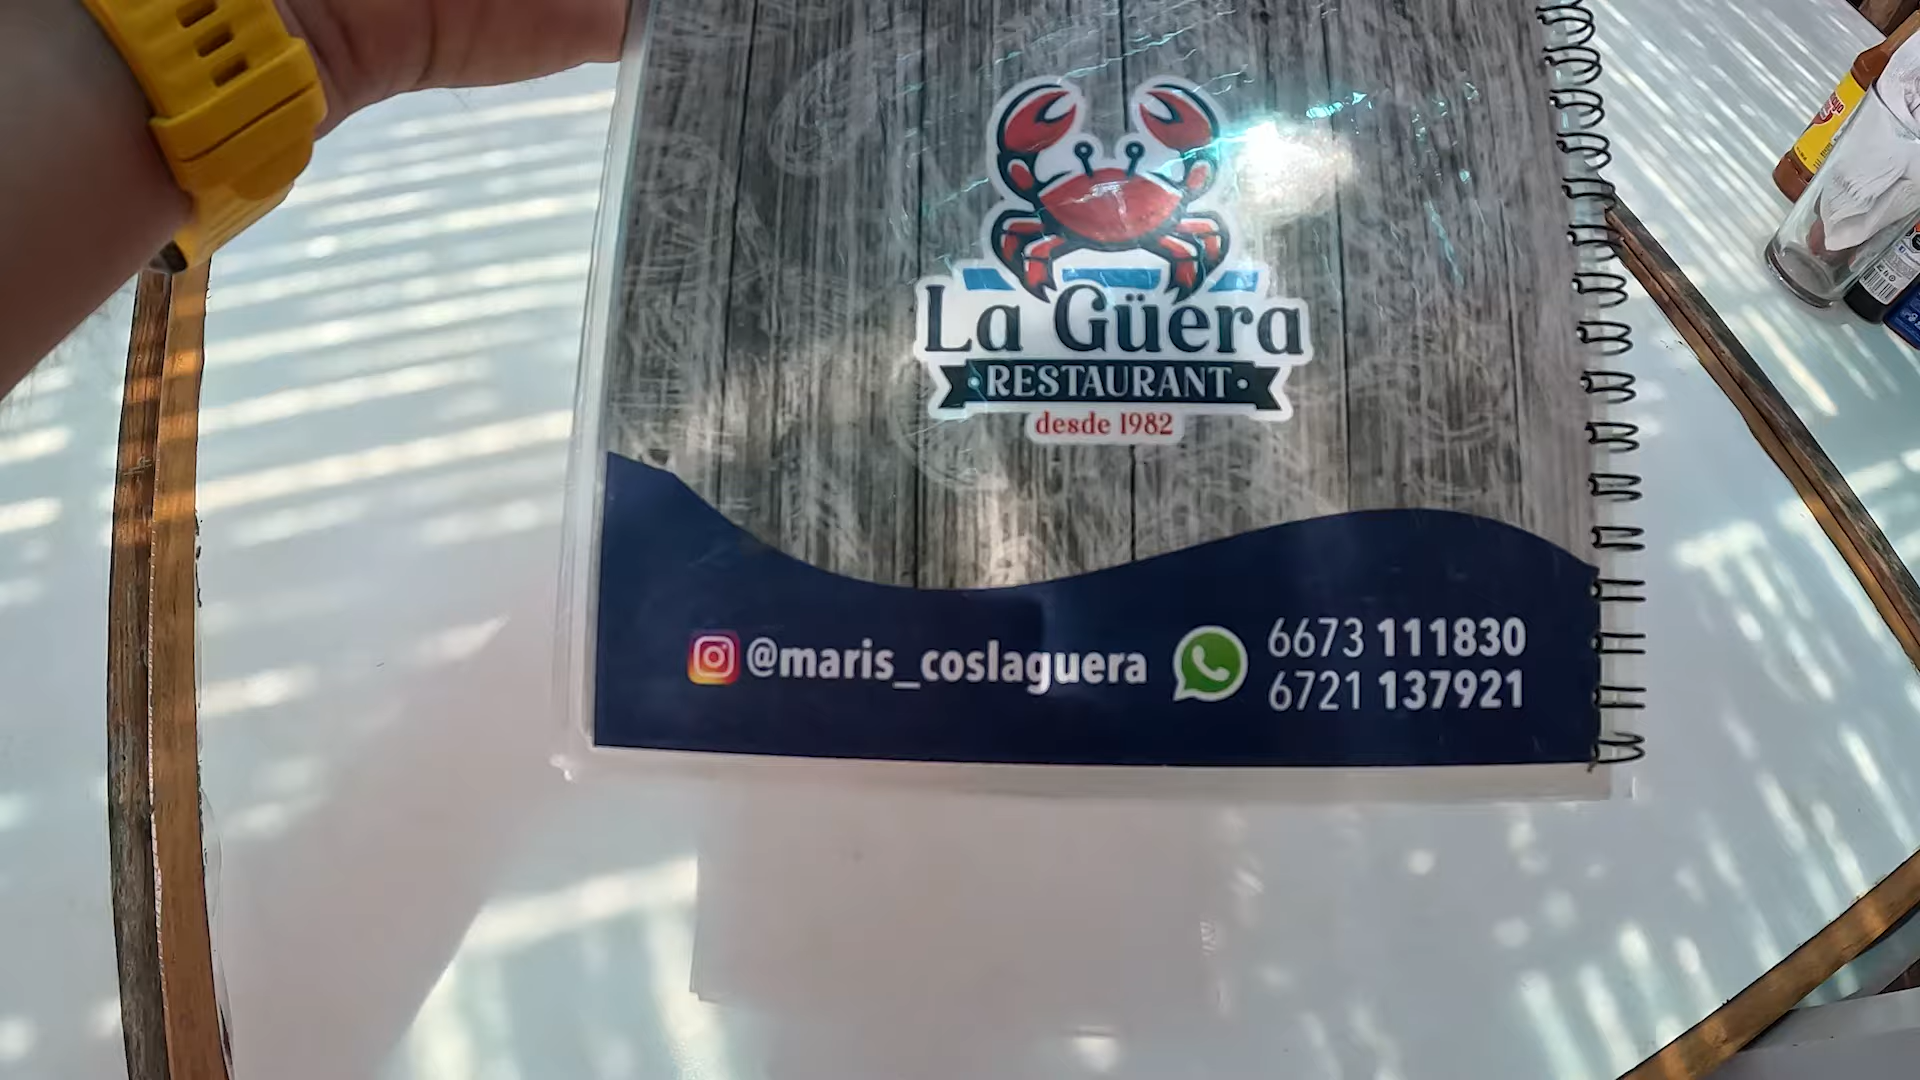 La Güera
RESTAURANT
desde 1982
@maris_coslaguera
6673 111830
6721 137921